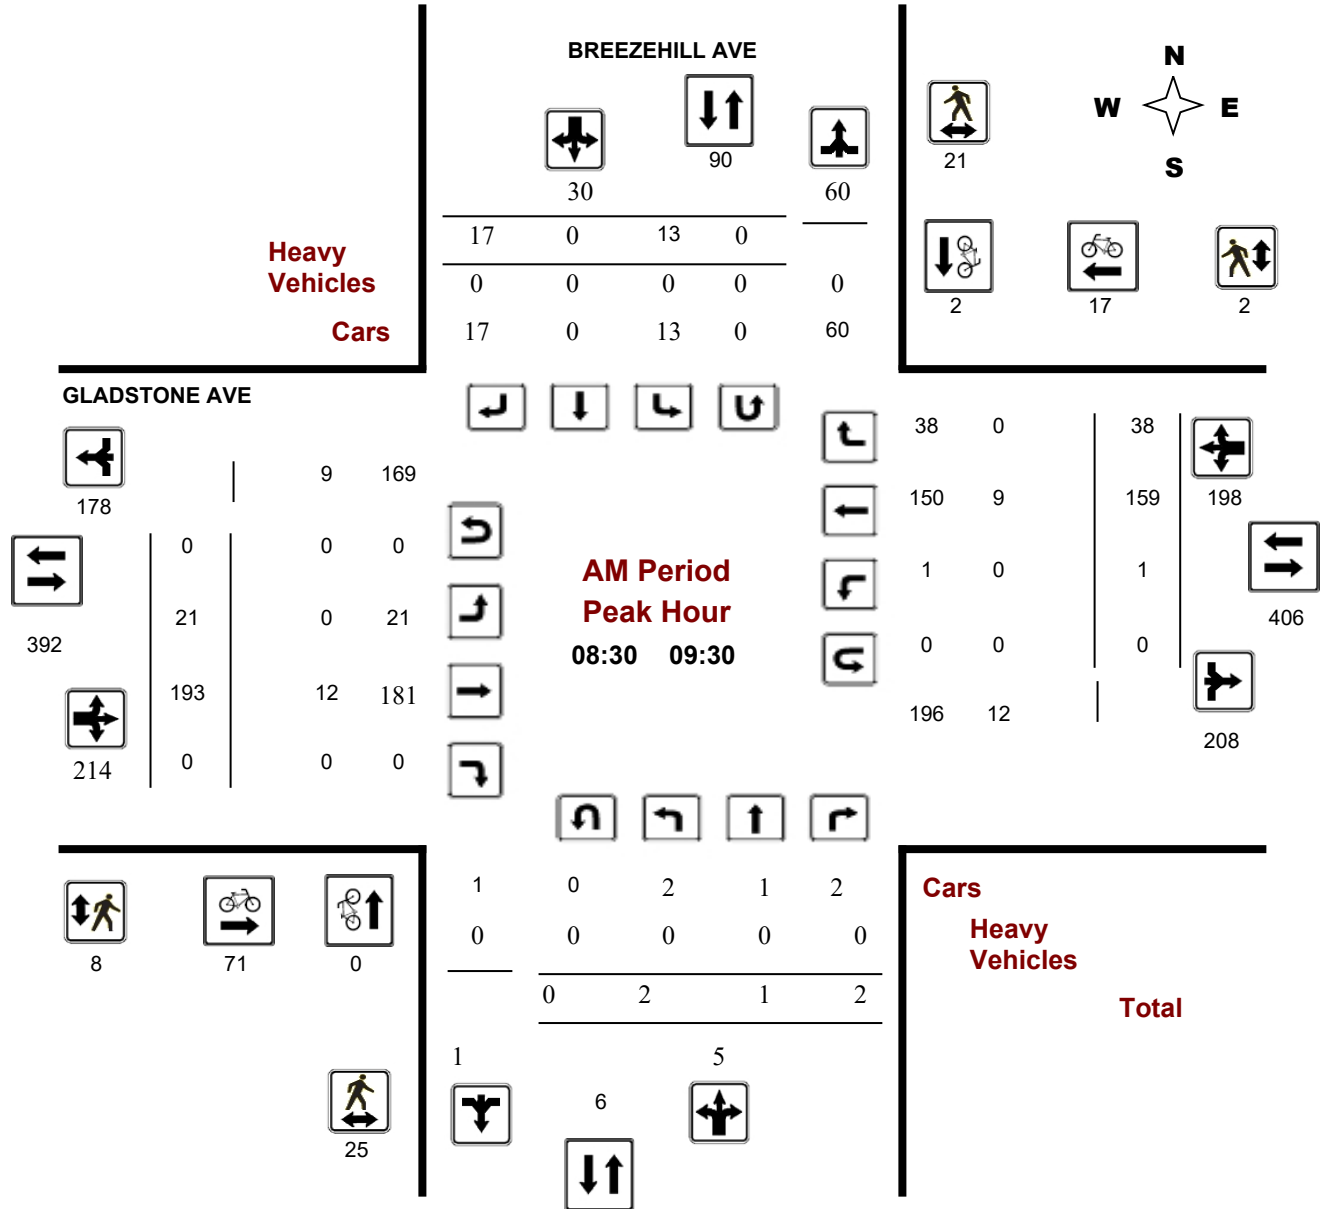 BREEZEHILL AVE
N
W E
S
90
21
30 60
17 0 13 0
Heavy
Vehicles
0 0 0 0 0
2 17 2
Cars
17 0 13 0 60
GLADSTONE AVE
38 0 38
9 169
178
150 9 159 198
0 0 0
AM Period
1 0 1
Peak Hour
21 0 21
406
392
08:30 09:30
0 0 0
193 12 181
196 12
208
214
0 0 0
1 0 2 1 2
Cars
0 0 0 0 0
Heavy
Vehicles
8 71 0
0 2 1 2
Total
1 5
6
25